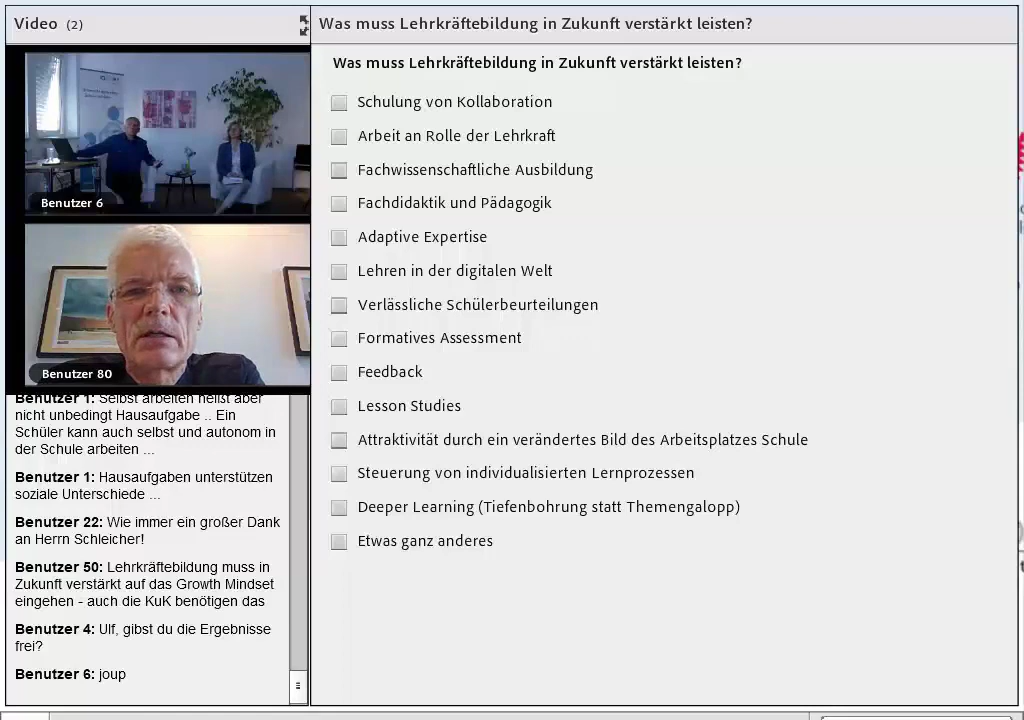 Video (2)
Was muss Lehrkräftebildung in Zukunft verstärkt leisten?
Benutzer 6
Benutzer 80
Benutzer 1: Selbst arbeiten heißt aber
nicht unbedingt Hausaufgabe .. Ein
Schüler kann auch selbst und autonom in
der Schule arbeiten ...
Benutzer 1: Hausaufgaben unterstützen
soziale Unterschiede ...
Benutzer 22: Wie immer ein großer Dank
an Herrn Schleicher!
Benutzer 50: Lehrkräftebildung muss in
Zukunft verstärkt auf das Growth Mindset
eingehen - auch die KuK benötigen das
Benutzer 4: Ulf, gibst du die Ergebnisse
frei?
Benutzer 6: joup
Was muss Lehrkräftebildung in Zukunft verstärkt leisten?
Schulung von Kollaboration
Arbeit an Rolle der Lehrkraft
Fachwissenschaftliche Ausbildung
Fachdidaktik und Pädagogik
Adaptive Expertise
Lehren in der digitalen Welt
Verlässliche Schülerbeurteilungen
Formatives Assessment
Feedback
Lesson Studies
Attraktivität durch ein verändertes Bild des Arbeitsplatzes Schule
Steuerung von individualisierten Lernprozessen
Deeper Learning (Tiefenbohrung statt Themengalopp)
Etwas ganz anderes